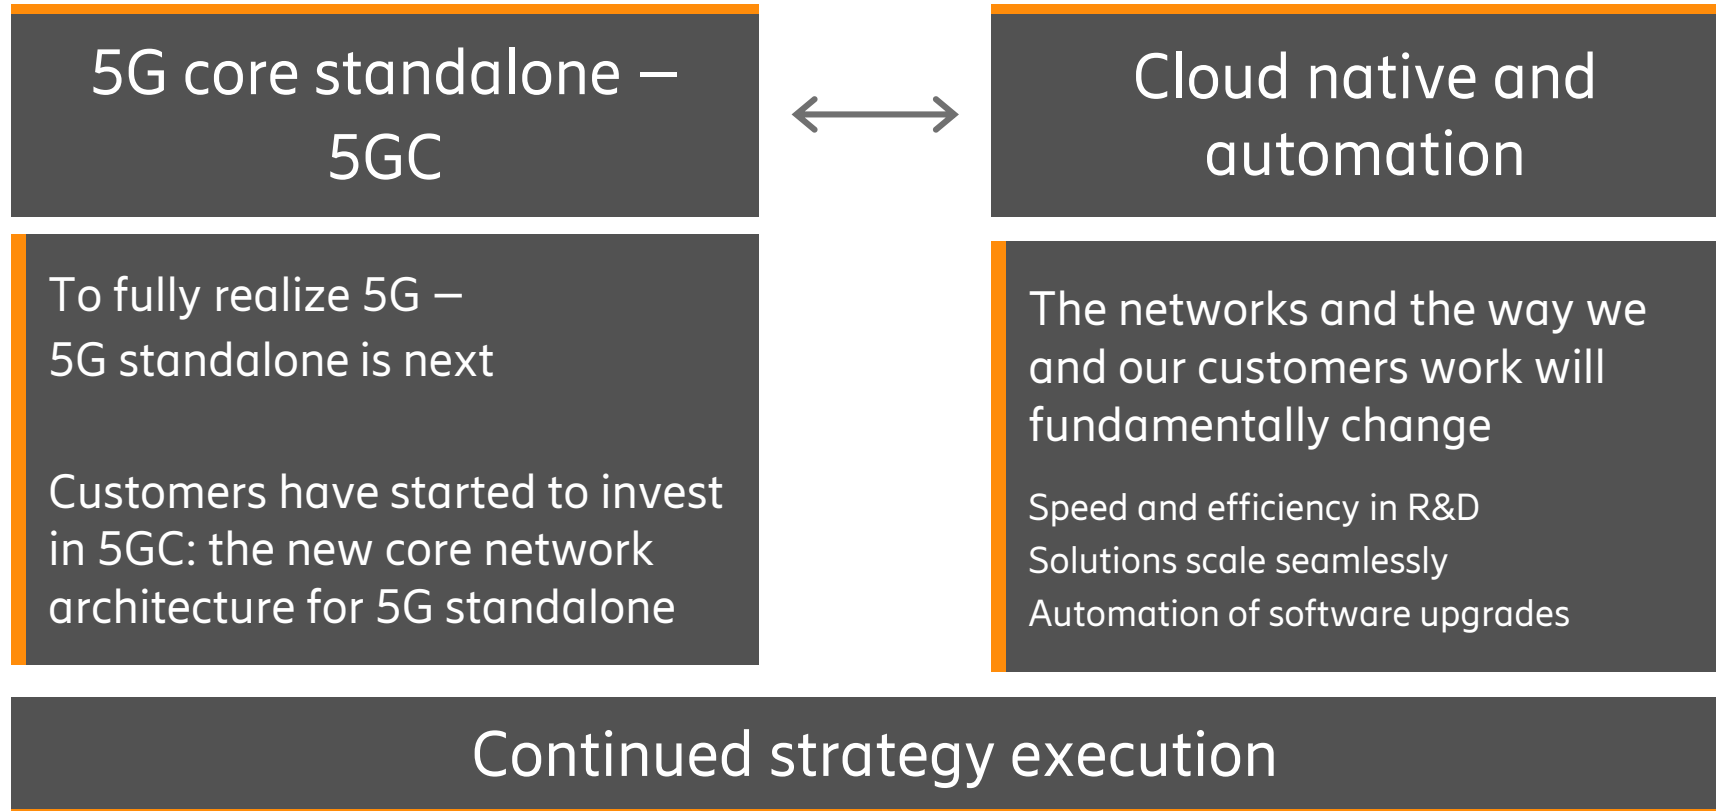 5G core standalone –
5GC
Cloud native and
automation
To fully realize 5G –
5G standalone is next
Customers have started to invest
in 5GC: the new core network
architecture for 5G standalone
The networks and the way we
and our customers work will
fundamentally change
Speed and efficiency in R&D
Solutions scale seamlessly
Automation of software upgrades
Continued strategy execution